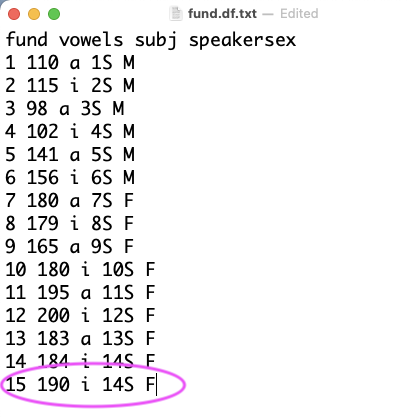 fund.df.txt — Edited
fund vowels subj speakersex
1 110 a 1S M
2 115 i 2S M
3 98 a 3S M
4 102 i 4S M
5 141 a 5S M
6 156 i 6S M
7 180 a 7S F
8 179 i 8S F
9 165 a 9S F
10 180 i 10S F
11 195 a 11S F
12 200 i 12S F
13 183 a 13S F
14 184 i 14S F
15 190 i 14S F